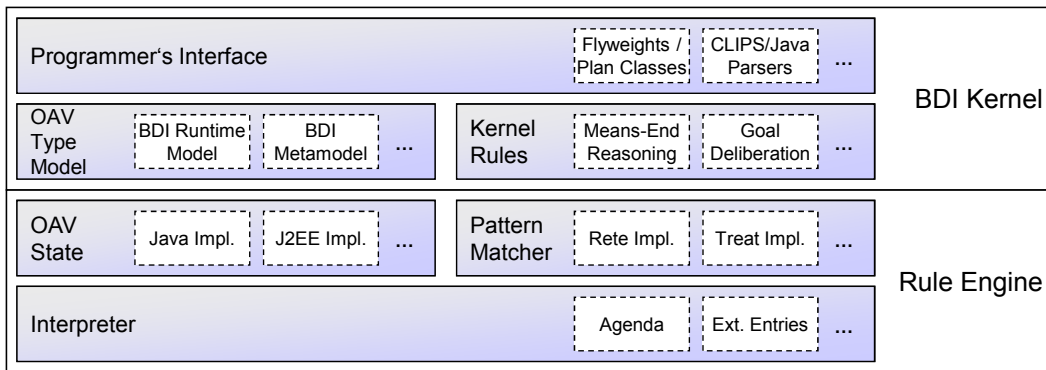 Programmer‘s Interface
Flyweights /
Plan Classes
CLIPS/Java
Parsers
...
BDI Kernel
OAV
Type
Model
BDI Runtime
Model
BDI
Metamodel
...
Kernel
Rules
Means-End
Reasoning
Goal
Deliberation
...
OAV
State
Java Impl.
J2EE Impl.
...
Pattern
Matcher
Rete Impl.
Treat Impl.
...
Rule Engine
Interpreter
Agenda
Ext. Entries
...